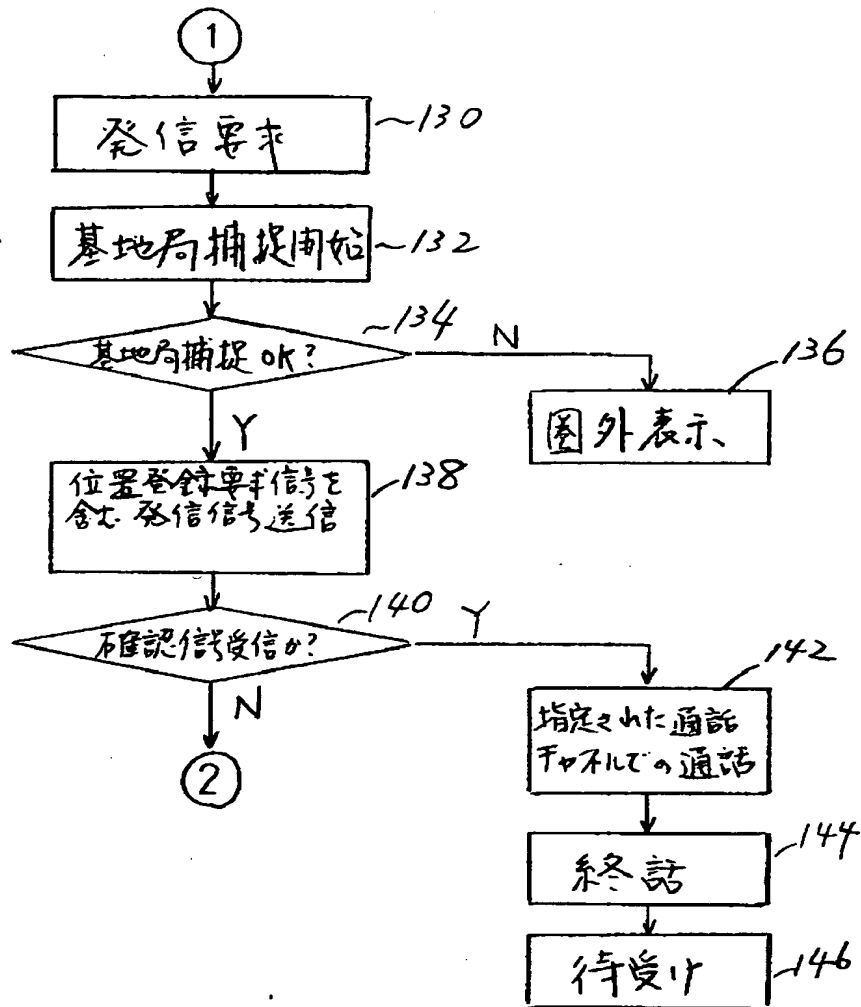 1
発信要求
~130
基地局捕捉開始
~132
基地局捕捉OK?
134
N
圏外表示
136
Y
位置登録要求信号を
含む発信信号送信
138
確認信号受信か?
140
Y
N
2
指定された通話
チャネルでの通話
142
終話
144
待受け
146